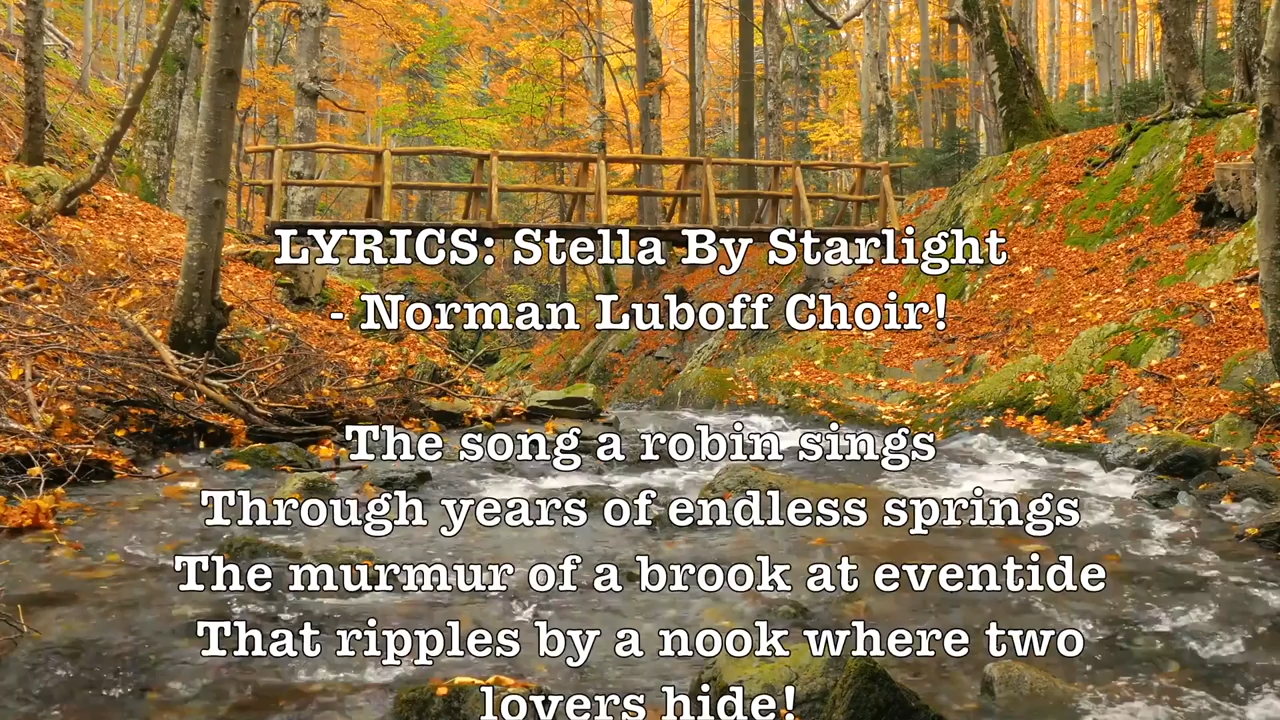 LYRICS: Stella By Starlight
- Norman Luboff Choir!
The song a robin sings
Through years of endless springs
The murmur of a brook at eventide
That ripples by a nook where two
lovers hide!